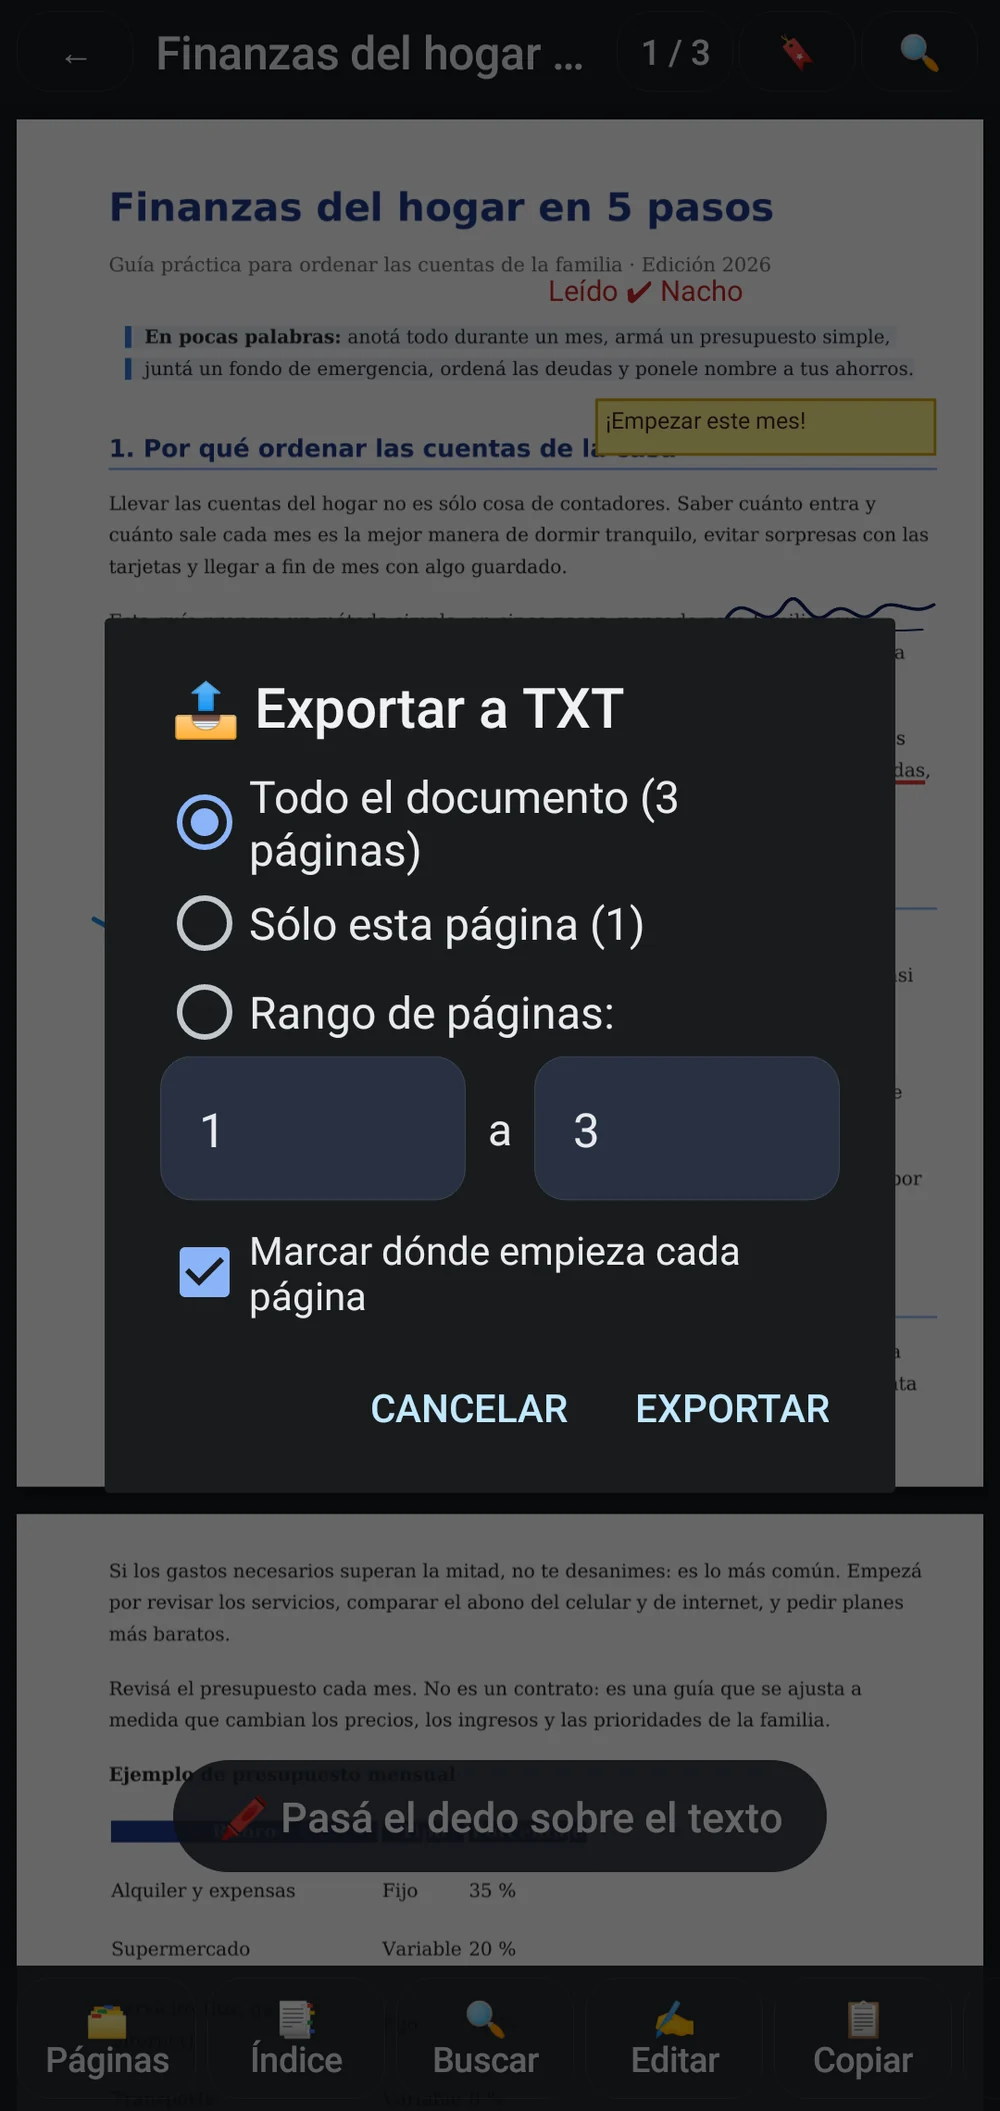 ←
Finanzas del hogar ...
1 / 3
Finanzas del hogar en 5 pasos
Guía práctica para ordenar las cuentas de la familia · Edición 2026
Leído ✔ Nacho
En pocas palabras: anotá todo durante un mes, armá un presupuesto simple,
juntá un fondo de emergencia, ordená las deudas y ponele nombre a tus ahorros.
¡Empezar este mes!
1. Por qué ordenar las cuentas de la casa
Llevar las cuentas del hogar no es sólo cosa de contadores. Saber cuánto entra y
cuánto sale cada mes es la mejor manera de dormir tranquilo, evitar sorpresas con las
tarjetas y llegar a fin de mes con algo guardado.
Exportar a TXT
Todo el documento (3
páginas)
Sólo esta página (1)
Rango de páginas:
1 a 3
Marcar dónde empieza cada
página
CANCELAR EXPORTAR
Si los gastos necesarios superan la mitad, no te desanimes: es lo más común. Empezá
por revisar los servicios, comparar el abono del celular y de internet, y pedir planes
más baratos.
Revisá el presupuesto cada mes. No es un contrato: es una guía que se ajusta a
medida que cambian los precios, los ingresos y las prioridades de la familia.
Ejemplo de presupuesto mensual
Pasá el dedo sobre el texto
Alquiler y expensas Fijo 35 %
Supermercado Variable 20 %
Páginas Índice Buscar Editar Copiar